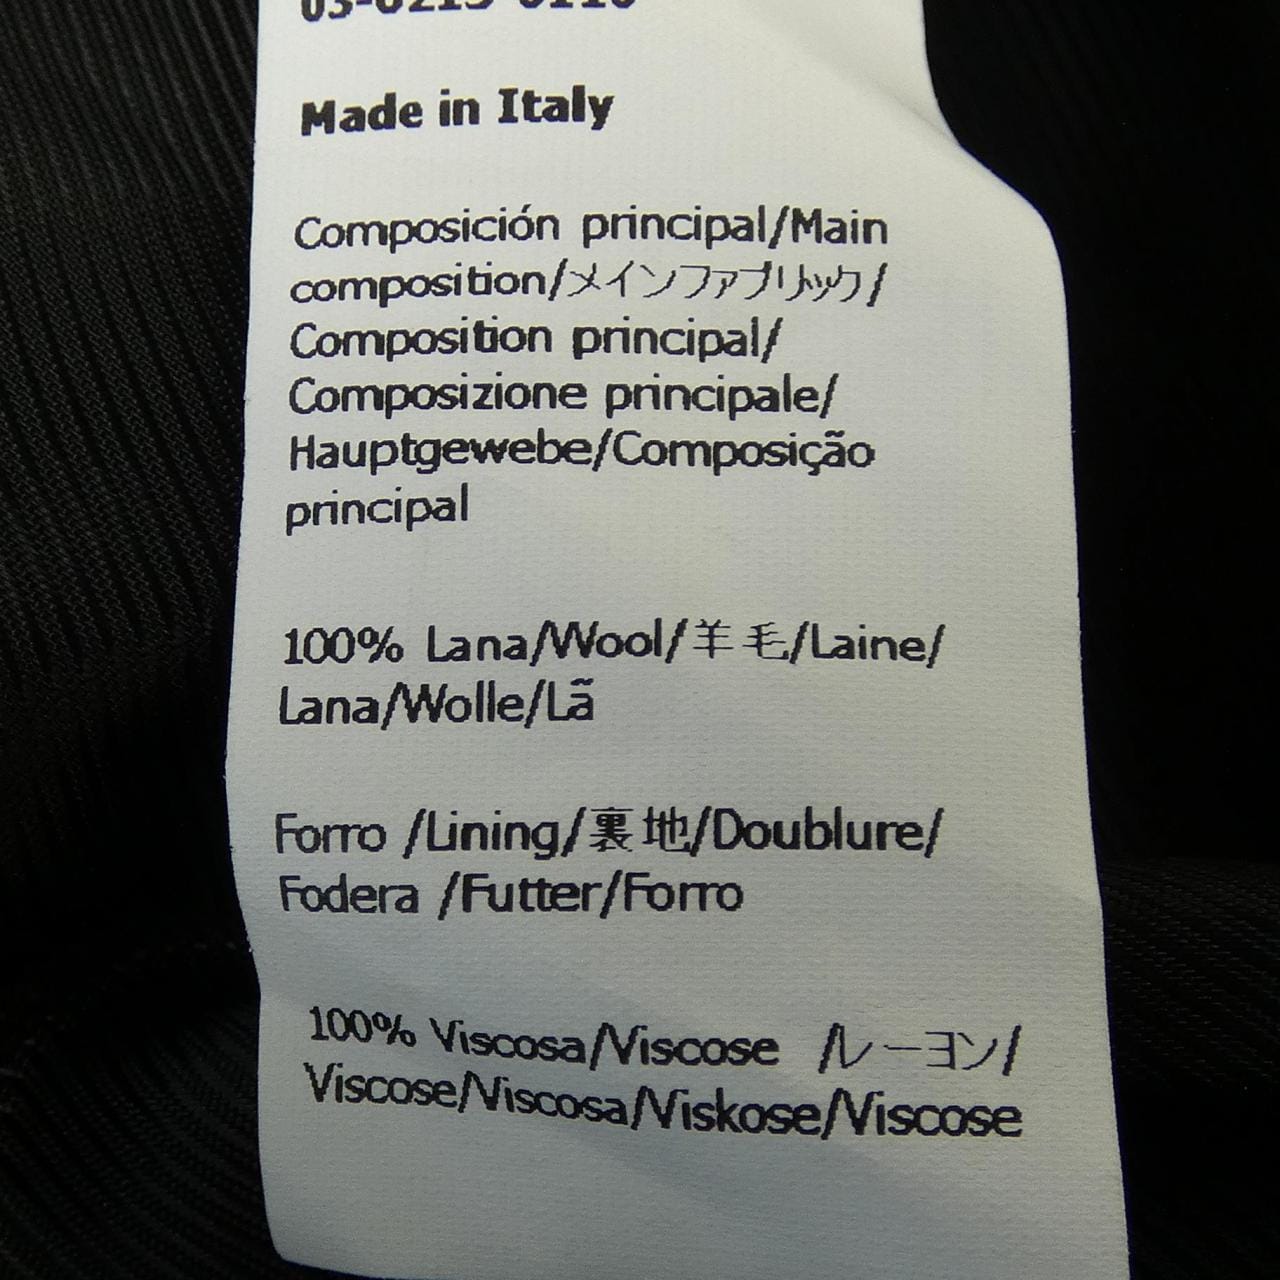 Made in Italy
Composición principal/Main
composition/メインファブリック/
Composition principal/
Composizione principale/
Hauptgewebe/Composição
principal
100% Lana/Wool/羊毛/Laine/
Lana/Wolle/Lã
Forro /Lining/裏地/Doublure/
Fodera /Futter/Forro
100% Viscosa/Viscose /レーヨン/
Viscose/Viscosa/Viskose/Viscose